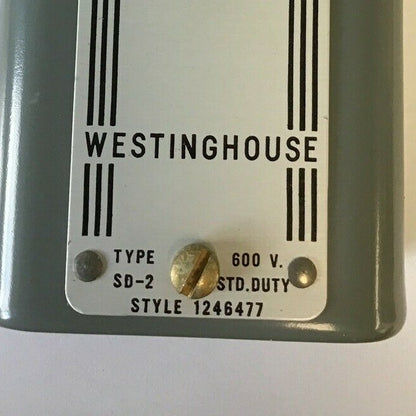 WESTINGHOUSE
TYPE 600 V.
SD-2 STD.DUTY
STYLE 1246477